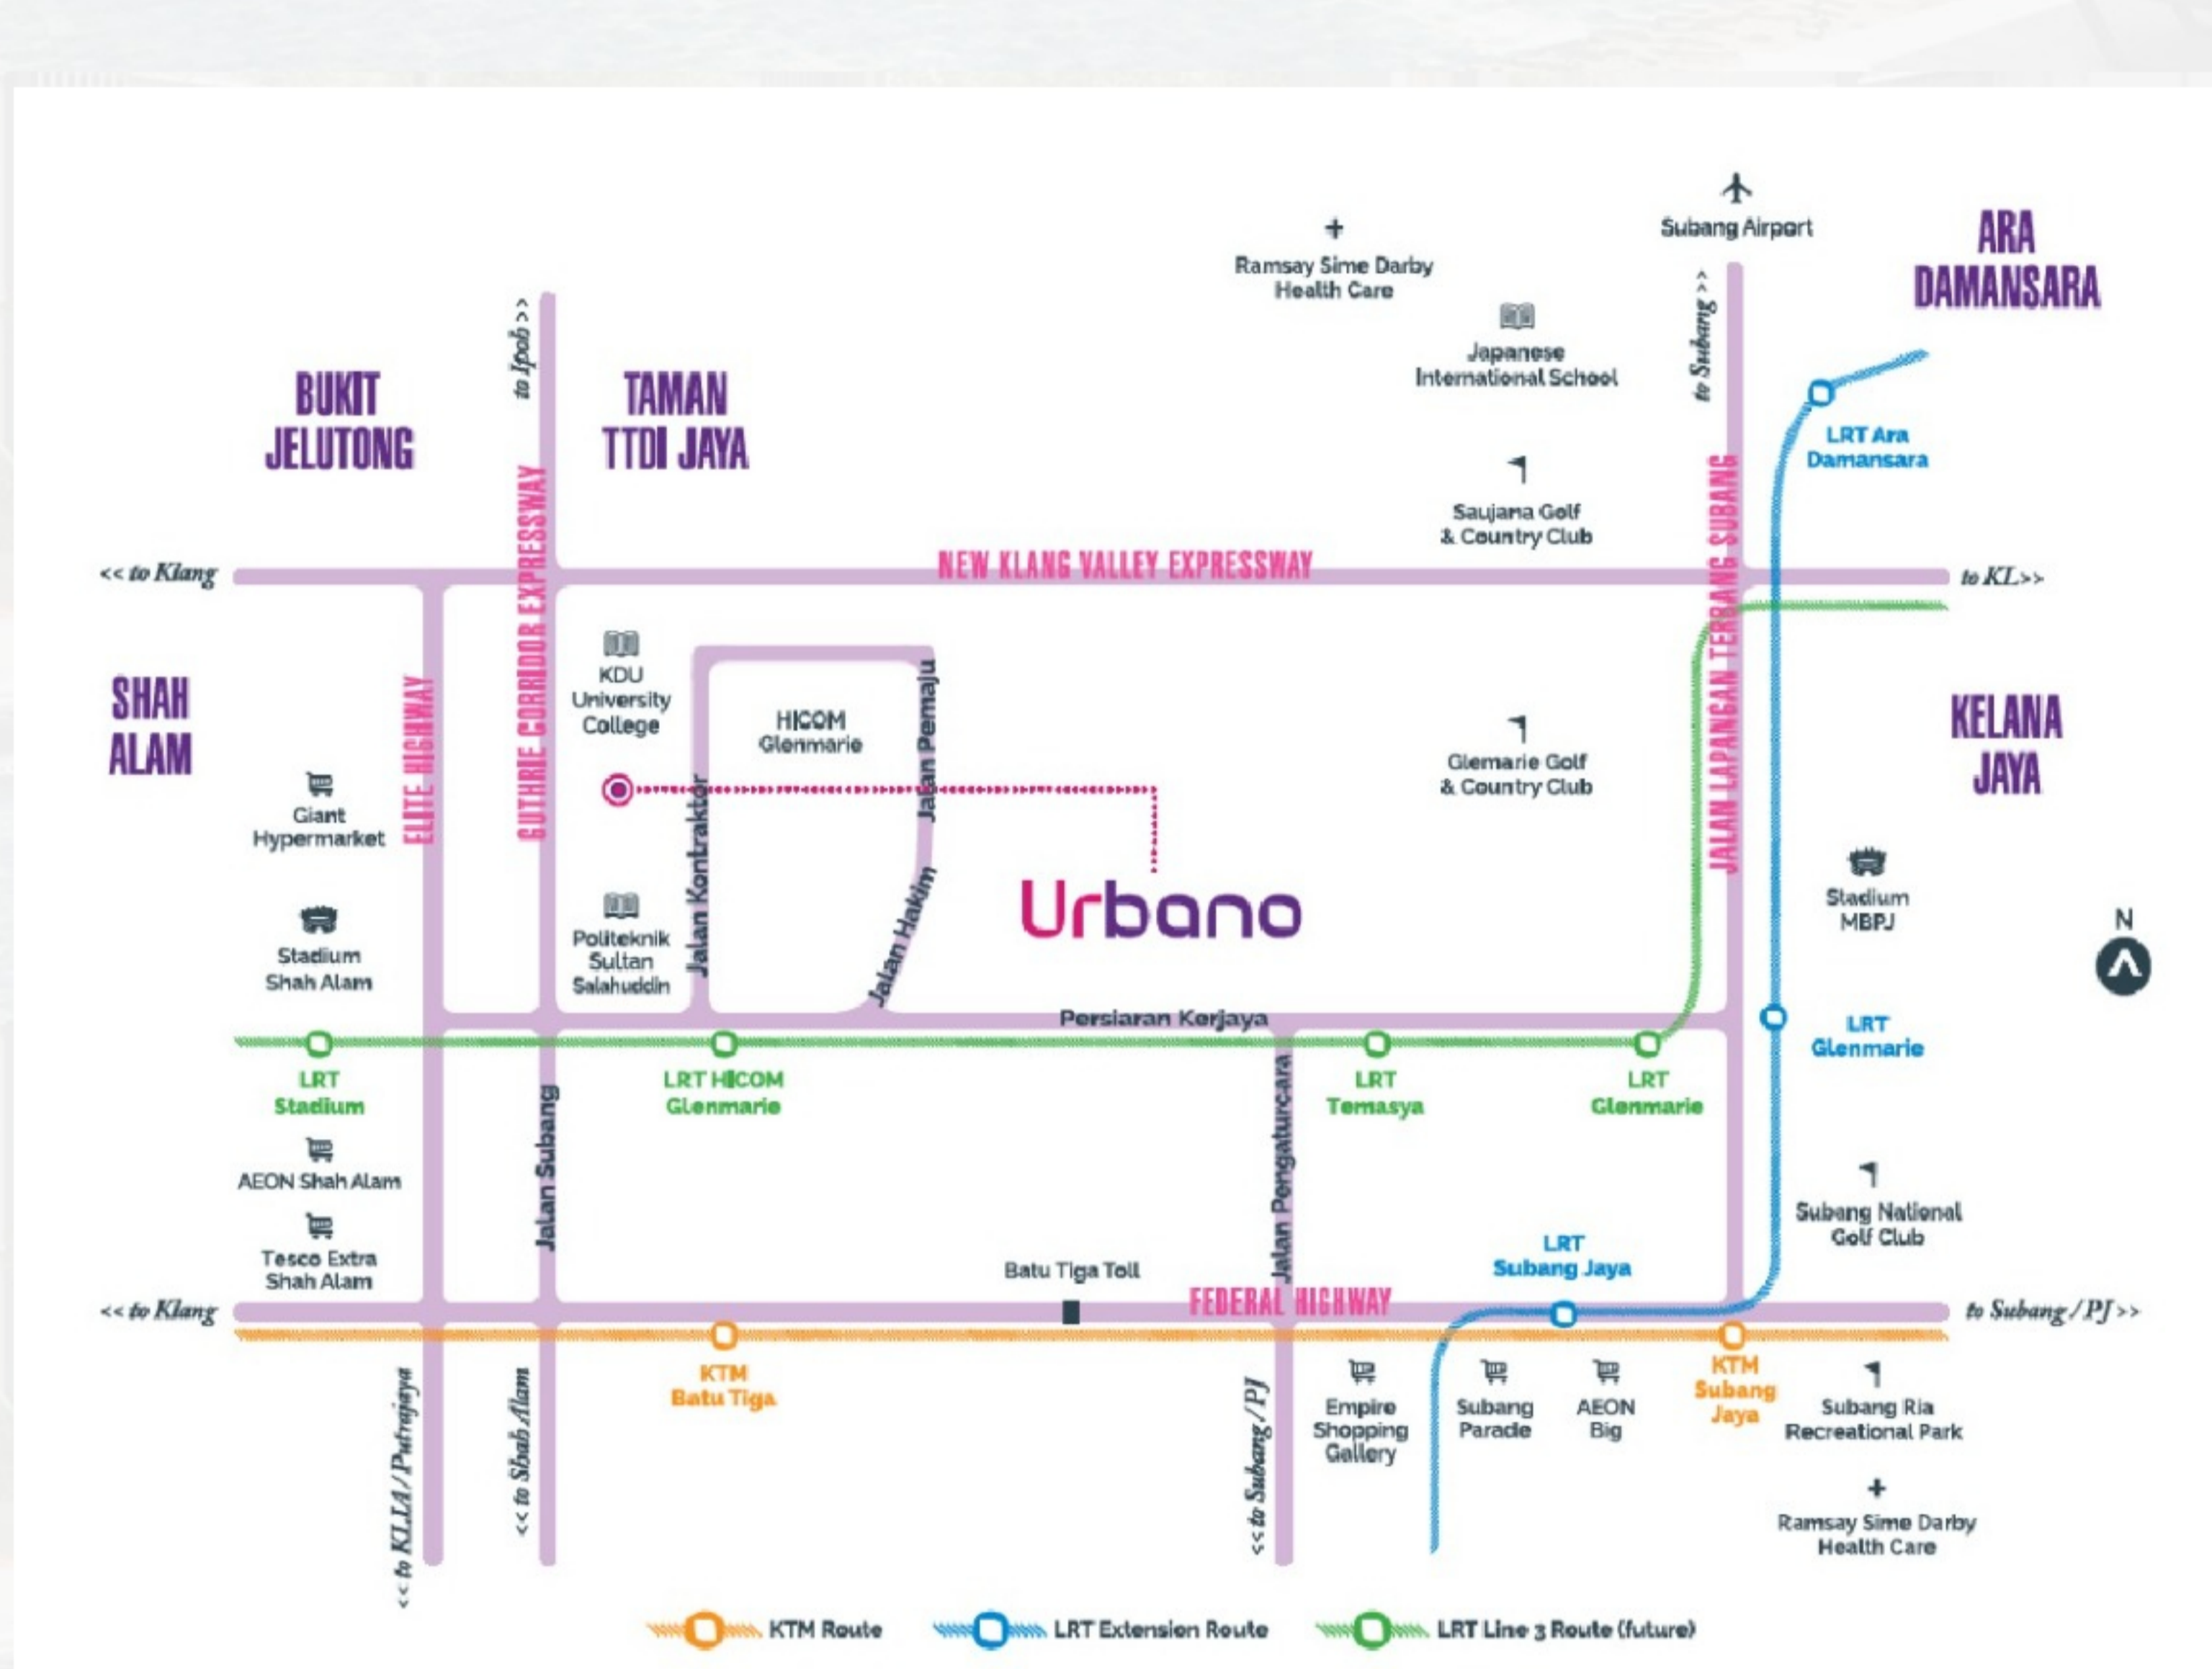 Subang Airport
ARA
DAMANSARA
Ramsay Sime Darby
Health Care
to Subang >>
to Ipoh >>
Japanese
International School
BUKIT
JELUTONG
TAMAN
TTDI JAYA
LRT Ara
Damansara
Saujana Golf
& Country Club
<< to Klang
NEW KLANG VALLEY EXPRESSWAY
to KL>>
GUTHRIE CORRIDOR EXPRESSWAY
JALAN LAPANGAN TERBANG SUBANG
SHAH
ALAM
ELITE HIGHWAY
KDU
University
College
HICOM
Glenmarie
Jalan Pemaju
KELANA
JAYA
Glemarie Golf
& Country Club
Giant
Hypermarket
Jalan Kontraktor
Stadium
MBPJ
Urbano
Jalan Hakim
N
Stadium
Shah Alam
Politeknik
Sultan
Salahuddin
Persiaran Kerjaya
LRT
Glenmarie
LRT
Stadium
LRT HICOM
Glenmarie
LRT
Temasya
LRT
Glenmarie
Jalan Subang
Jalan Pengaturcara
AEON Shah Alam
Subang National
Golf Club
Tesco Extra
Shah Alam
Batu Tiga Toll
LRT
Subang Jaya
<< to Klang
FEDERAL HIGHWAY
to Subang/PJ >>
KTM
Batu Tiga
KTM
Subang
Jaya
<< to KLIA/Putrajaya
<< to Shah Alam
<< to Subang/PJ
Empire
Shopping
Gallery
Subang
Parade
AEON
Big
Subang Ria
Recreational Park
Ramsay Sime Darby
Health Care
KTM Route
LRT Extension Route
LRT Line 3 Route (future)